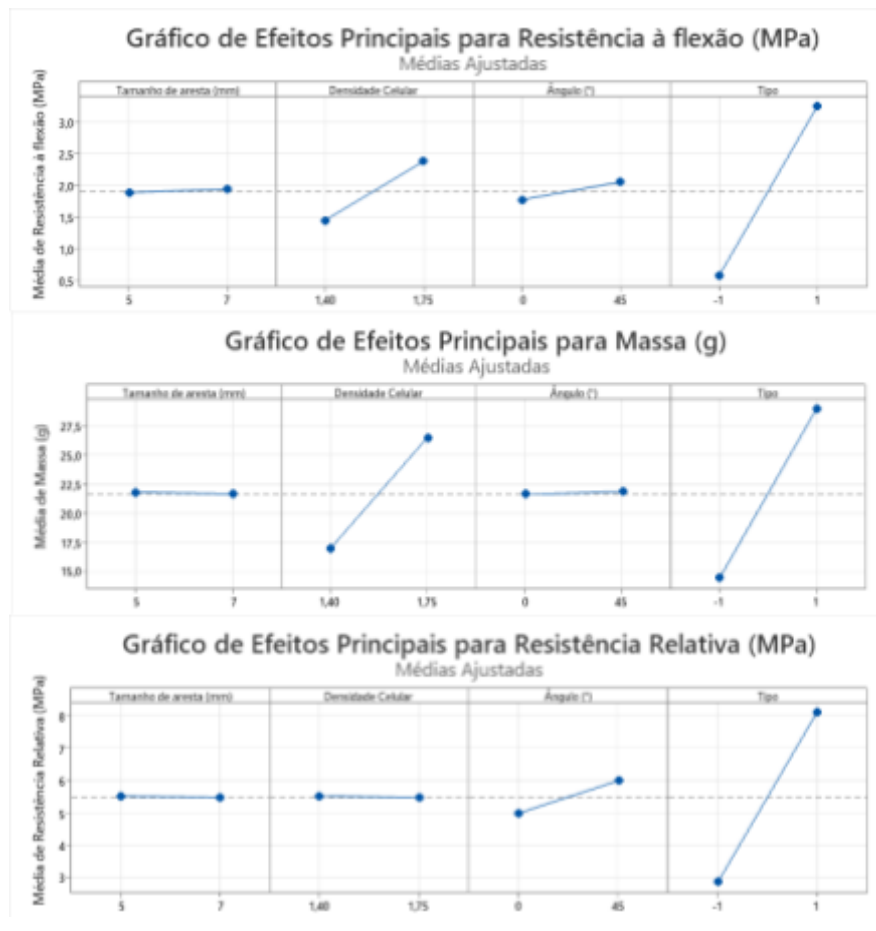 Gráfico de Efeitos Principais para Resistência à flexão (MPa)
Médias Ajustadas
Média de Resistência à flexão (MPa)
Tamanho de aresta (mm) Densidade Celular Ângulo (°) Tipo
3,0
2,5
2,0
1,5
1,0
0,5
5 7 1,40 1,75 0 45 -1 1
Gráfico de Efeitos Principais para Massa (g)
Médias Ajustadas
Média de Massa (g)
Tamanho de aresta (mm) Densidade Celular Ângulo (°) Tipo
27,5
25,0
22,5
20,0
17,5
15,0
5 7 1,40 1,75 0 45 -1 1
Gráfico de Efeitos Principais para Resistência Relativa (MPa)
Médias Ajustadas
Média de Resistência Relativa (MPa)
Tamanho de aresta (mm) Densidade Celular Ângulo (°) Tipo
8
7
6
5
4
3
5 7 1,40 1,75 0 45 -1 1